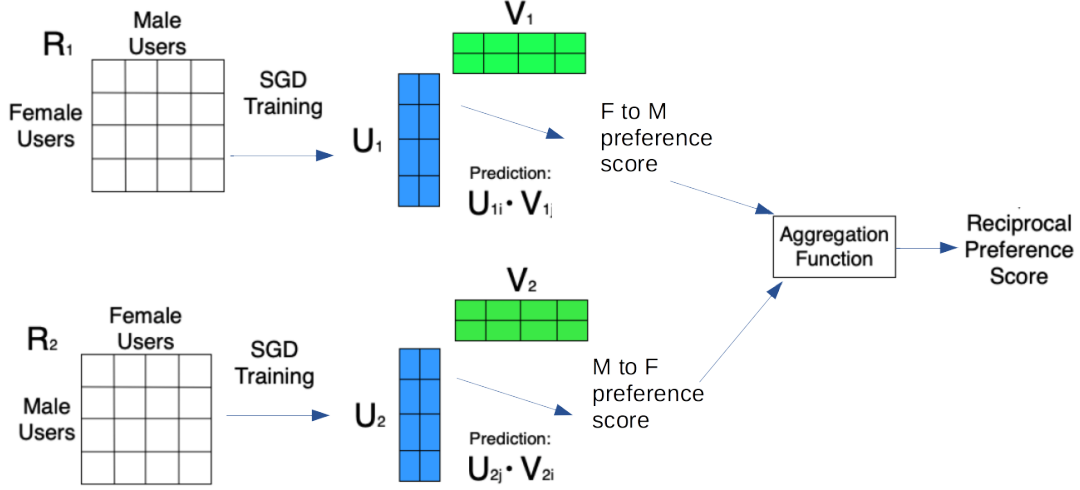 R1
Male
Users
Female
Users
SGD
Training
V1
U1
Prediction:
U1i · V1j
F to M
preference
score
Aggregation
Function
Reciprocal
Preference
Score
R2
Female
Users
Male
Users
SGD
Training
V2
U2
Prediction:
U2j · V2i
M to F
preference
score